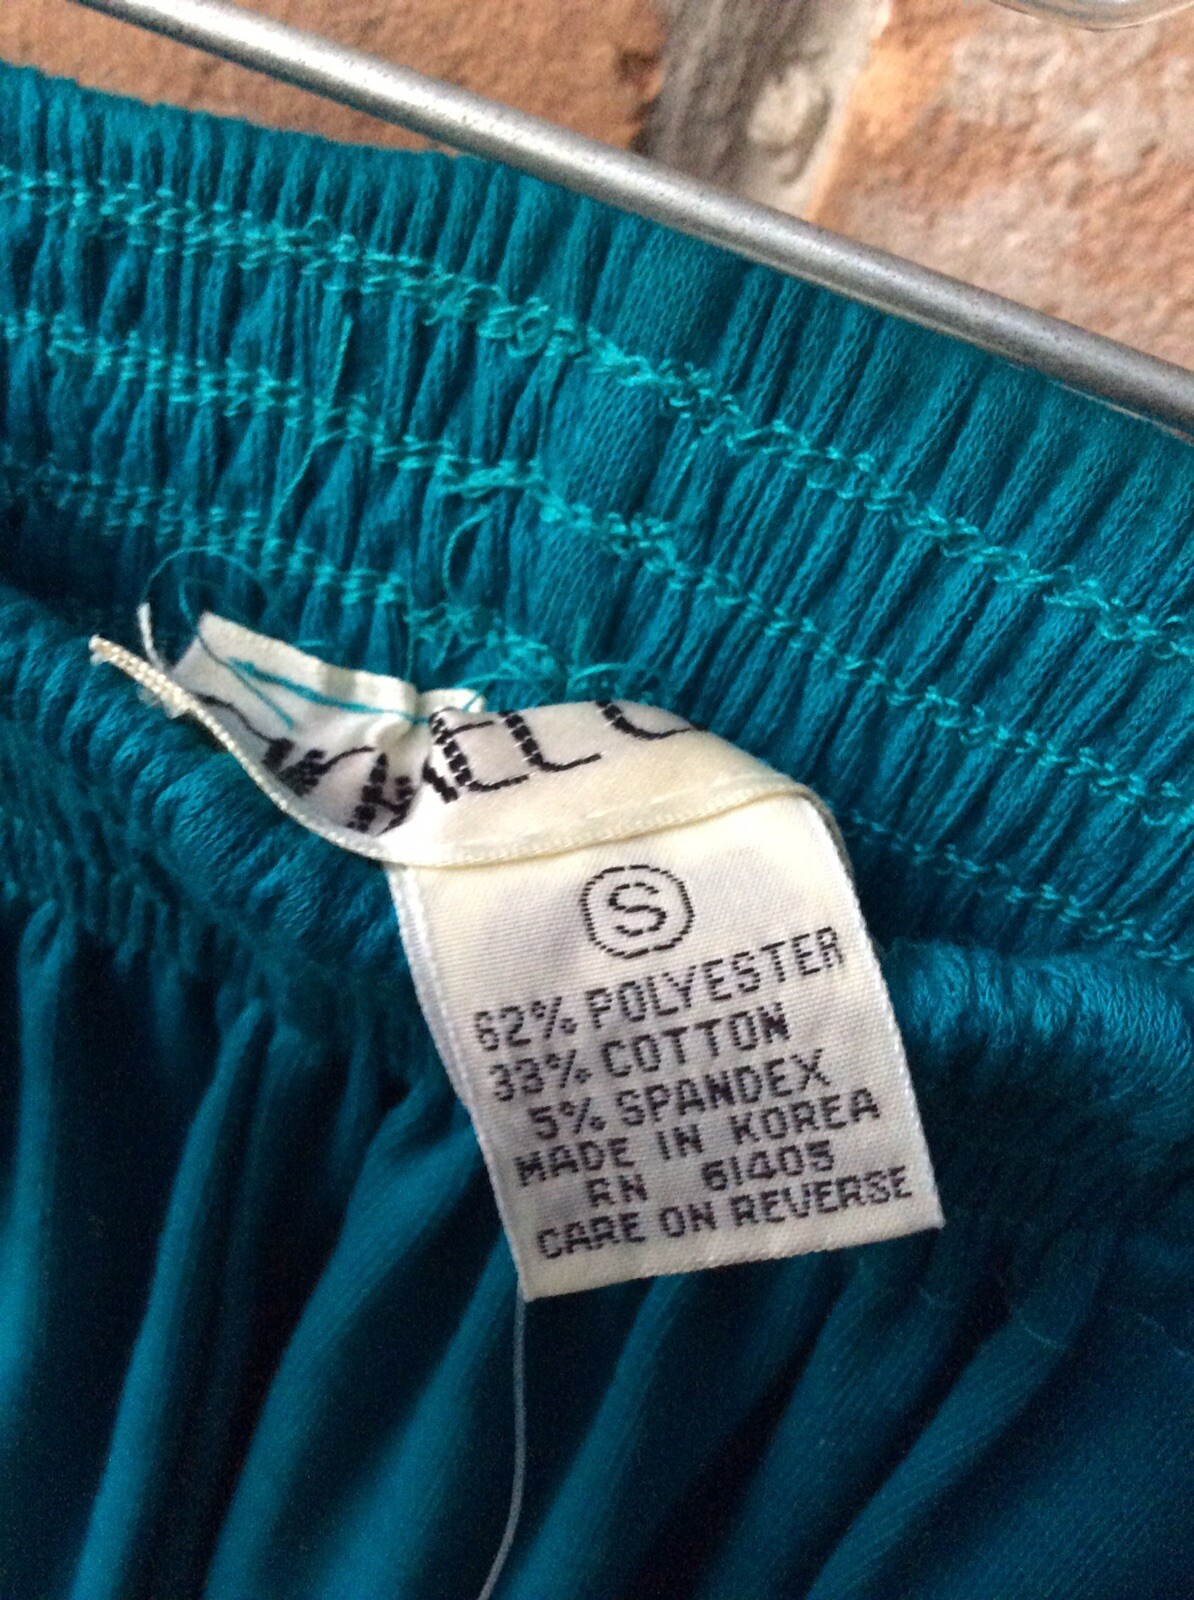 S
62% POLYESTER
33% COTTON
5% SPANDEX
MADE IN KOREA
RN 61405
CARE ON REVERSE